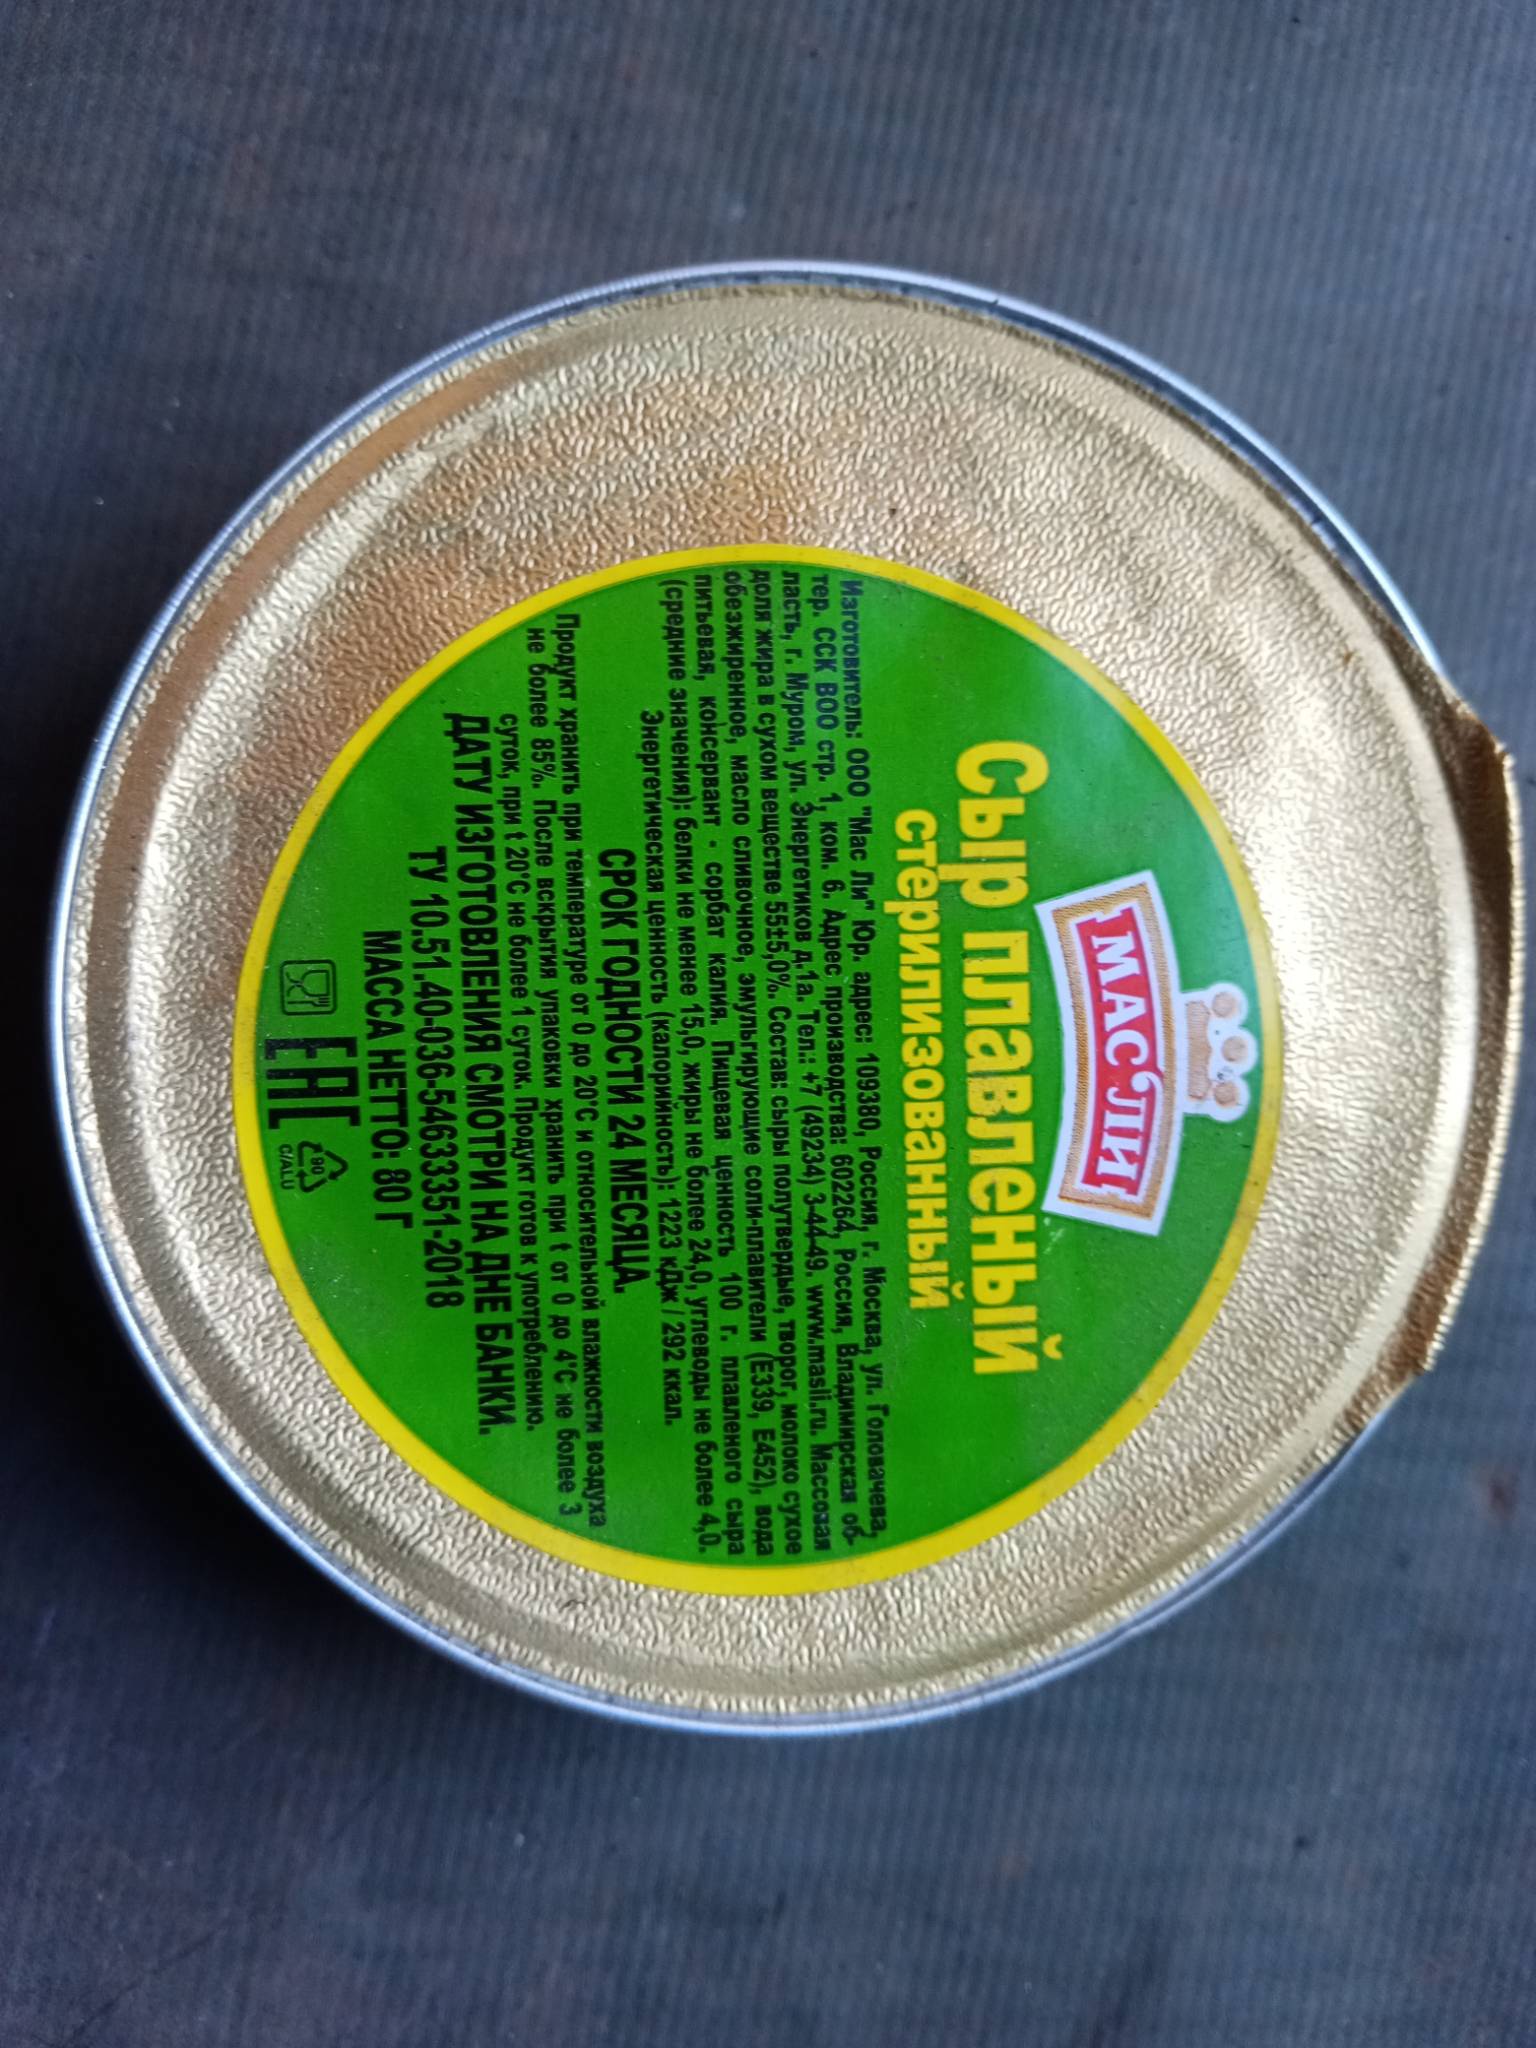 МАС ЛИ
Сыр плавленый
стерилизованный
Изготовитель: ООО "Мас Ли" Юр. адрес: 109380, Россия, г. Москва, ул. Головачева,
тер. ССК ВОО стр. 1, ком. 6. Адрес производства: 602264, Россия, Владимирская об-
ласть, г. Муром, ул. Энергетиков д.1а. Тел.: +7 (49234) 3-44-49. www.masli.ru. Массовая
доля жира в сухом веществе 55±5,0%. Состав: сыры полутвердые, творог, молоко сухое
обезжиренное, масло сливочное, эмульгирующие соли-плавители (Е339, Е452), вода
питьевая, консервант - сорбат калия. Пищевая ценность 100 г. плавленого сыра
(средние значения): белки не менее 15,0, жиры не более 24,0, углеводы не более 4,0.
Энергетическая ценность (калорийность): 1223 кДж / 292 ккал.
СРОК ГОДНОСТИ 24 МЕСЯЦА.
Продукт хранить при температуре от 0 до 20°С и относительной влажности воздуха
не более 85%. После вскрытия упаковки хранить при t от 0 до 4°С не более 3
суток, при t 20°С не более 1 суток. Продукт готов к употреблению.
ДАТУ ИЗГОТОВЛЕНИЯ СМОТРИ НА ДНЕ БАНКИ.
ТУ 10.51.40-036-54633351-2018
МАССА НЕТТО: 80 Г
EAC
90
C/ALU